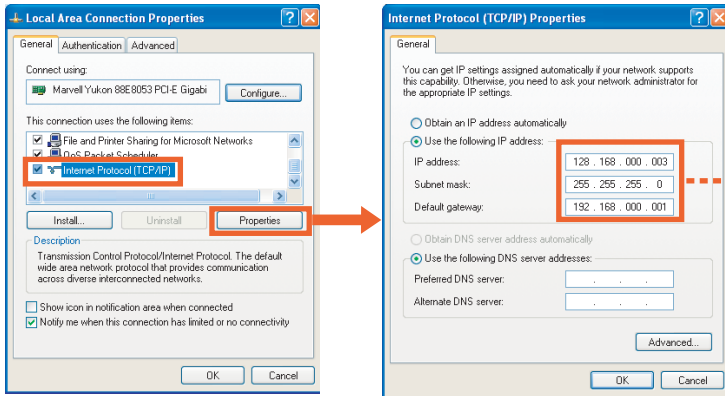 Local Area Connection Properties
General Authentication Advanced
Connect using:
Marvell Yukon 88E8053 PCI-E Gigabi
Configure...
This connection uses the following items:
File and Printer Sharing for Microsoft Networks
QoS Packet Scheduler
Internet Protocol (TCP/IP)
Install... Uninstall Properties
Description
Transmission Control Protocol/Internet Protocol. The default
wide area network protocol that provides communication
across diverse interconnected networks.
Show icon in notification area when connected
Notify me when this connection has limited or no connectivity
OK Cancel
Internet Protocol (TCP/IP) Properties
General
You can get IP settings assigned automatically if your network supports
this capability. Otherwise, you need to ask your network administrator for
the appropriate IP settings.
Obtain an IP address automatically
Use the following IP address:
IP address: 128 . 168 . 000 . 003
Subnet mask: 255 . 255 . 255 . 0
Default gateway: 192 . 168 . 000 . 001
Obtain DNS server address automatically
Use the following DNS server addresses:
Preferred DNS server: . . .
Alternate DNS server: . . .
Advanced...
OK Cancel